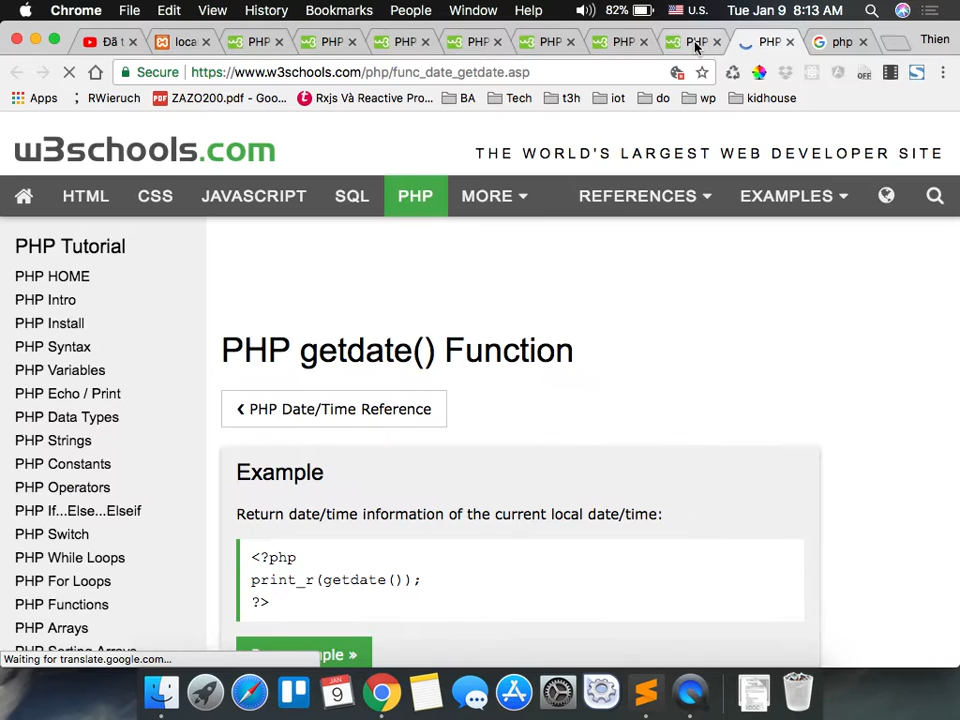 Chrome File Edit View History Bookmarks People Window Help 82% U.S. Tue Jan 9 8:13 AM
Đã t loca PHP PHP PHP PHP PHP PHP PHP PHP php Thien
Secure https://www.w3schools.com/php/func_date_getdate.asp
Apps RWieruch ZAZO200.pdf - Goo... Rxjs Và Reactive Pro... BA Tech t3h iot do wp kidhouse
w3schools.com
THE WORLD'S LARGEST WEB DEVELOPER SITE
HTML CSS JAVASCRIPT SQL PHP MORE REFERENCES EXAMPLES
PHP Tutorial
PHP HOME
PHP Intro
PHP Install
PHP Syntax
PHP Variables
PHP Echo / Print
PHP Data Types
PHP Strings
PHP Constants
PHP Operators
PHP If...Else...Elseif
PHP Switch
PHP While Loops
PHP For Loops
PHP Functions
PHP Arrays
PHP getdate() Function
❮ PHP Date/Time Reference
Example
Return date/time information of the current local date/time:
<?php
print_r(getdate());
?>
Waiting for translate.google.com...
JAN
9